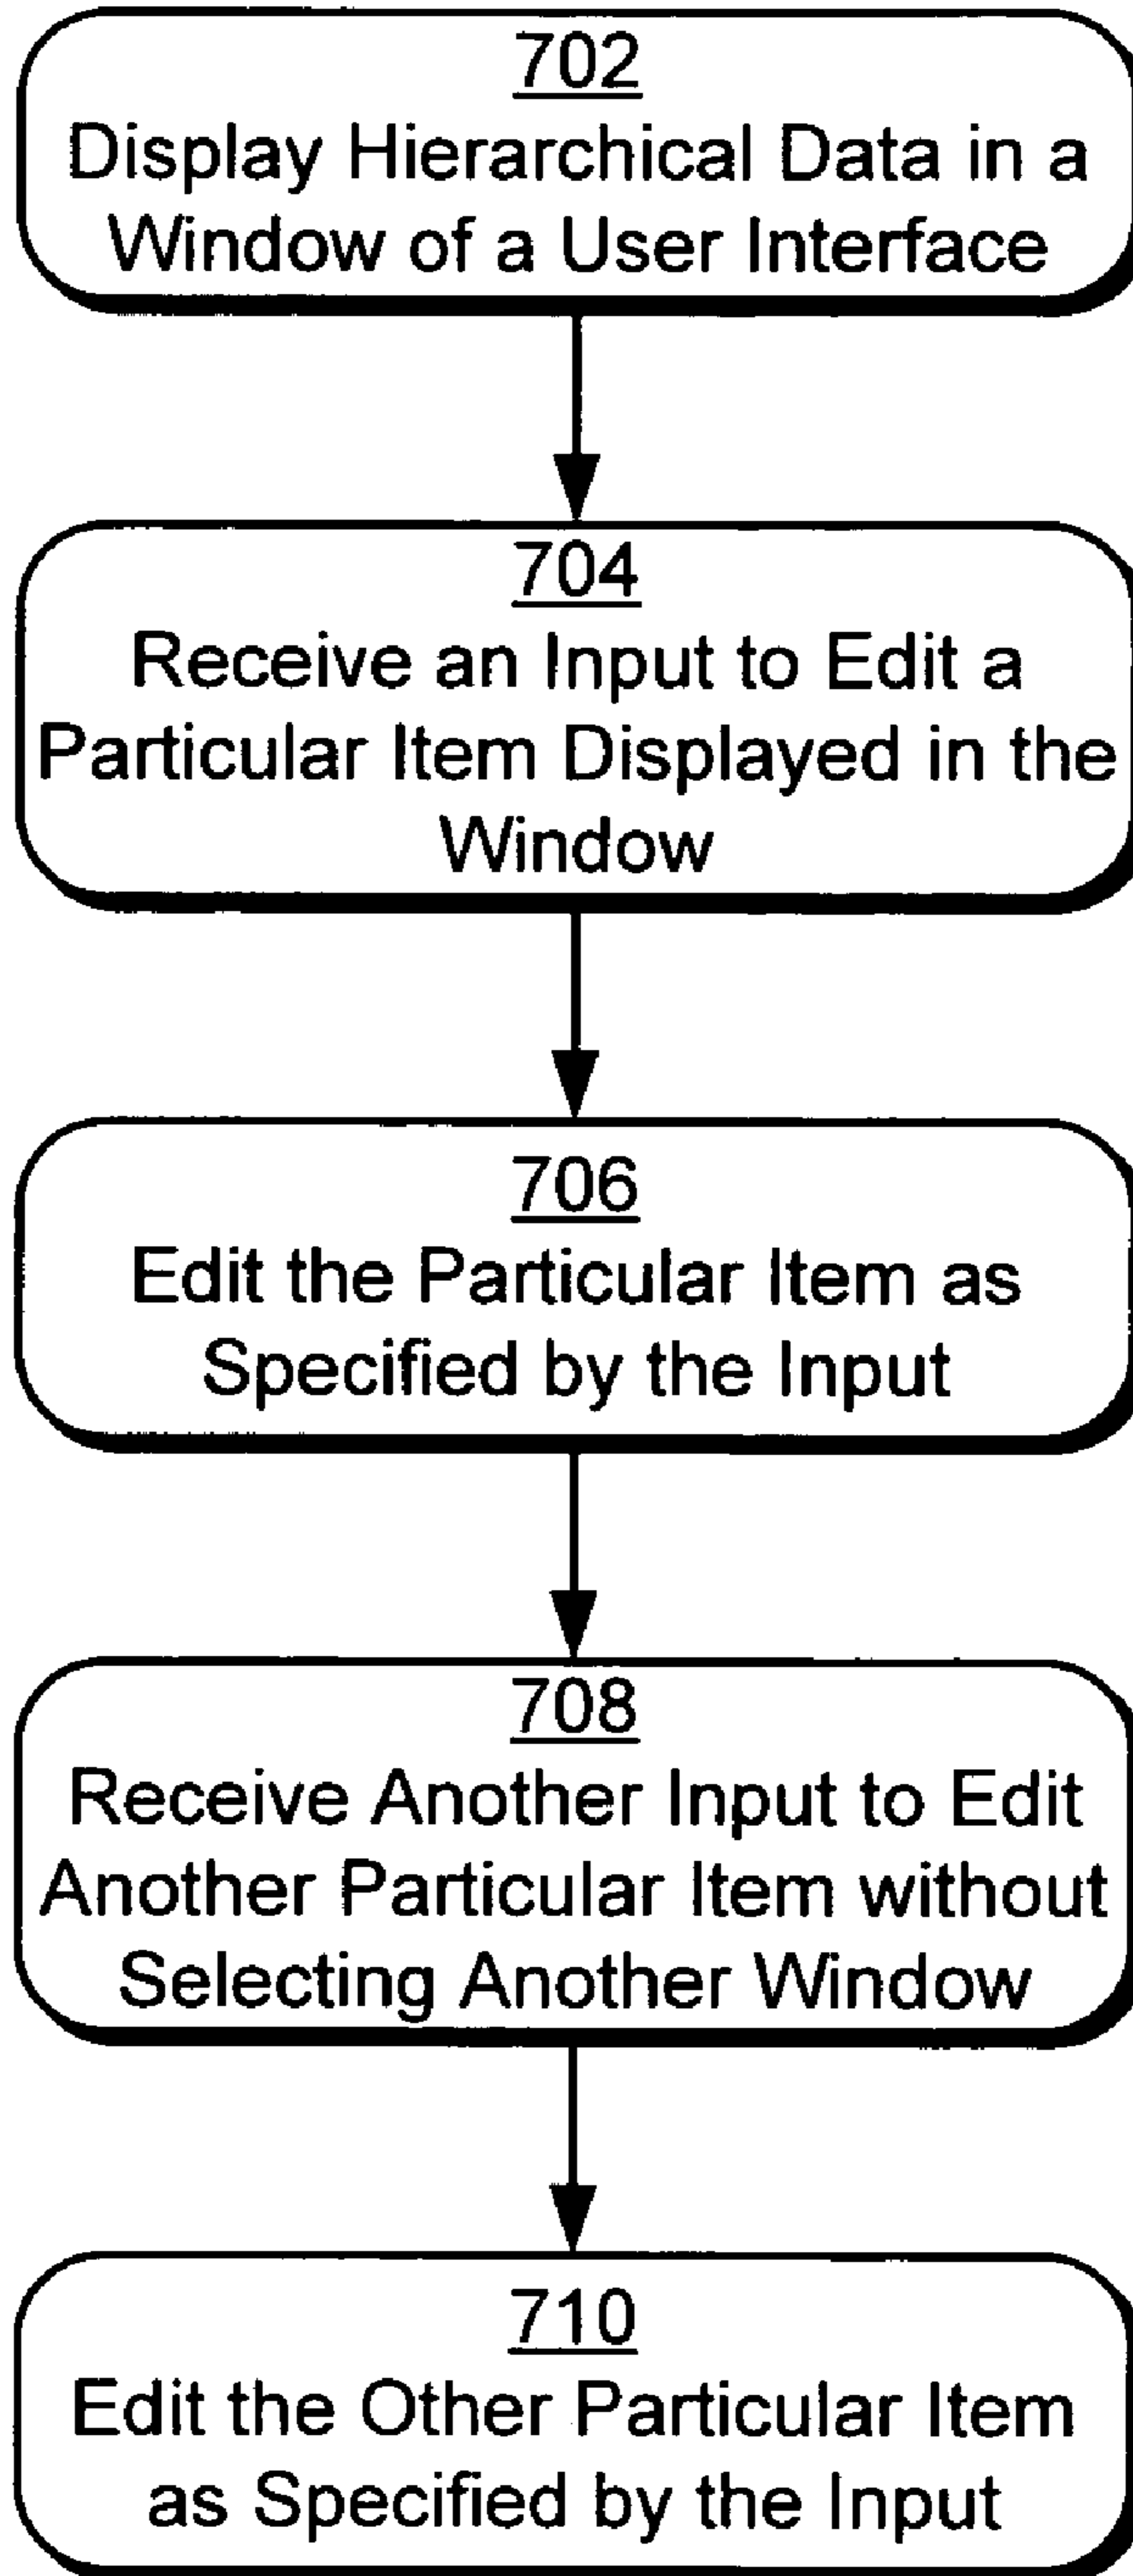 702
Display Hierarchical Data in a
Window of a User Interface
704
Receive an Input to Edit a
Particular Item Displayed in the
Window
706
Edit the Particular Item as
Specified by the Input
708
Receive Another Input to Edit
Another Particular Item without
Selecting Another Window
710
Edit the Other Particular Item
as Specified by the Input